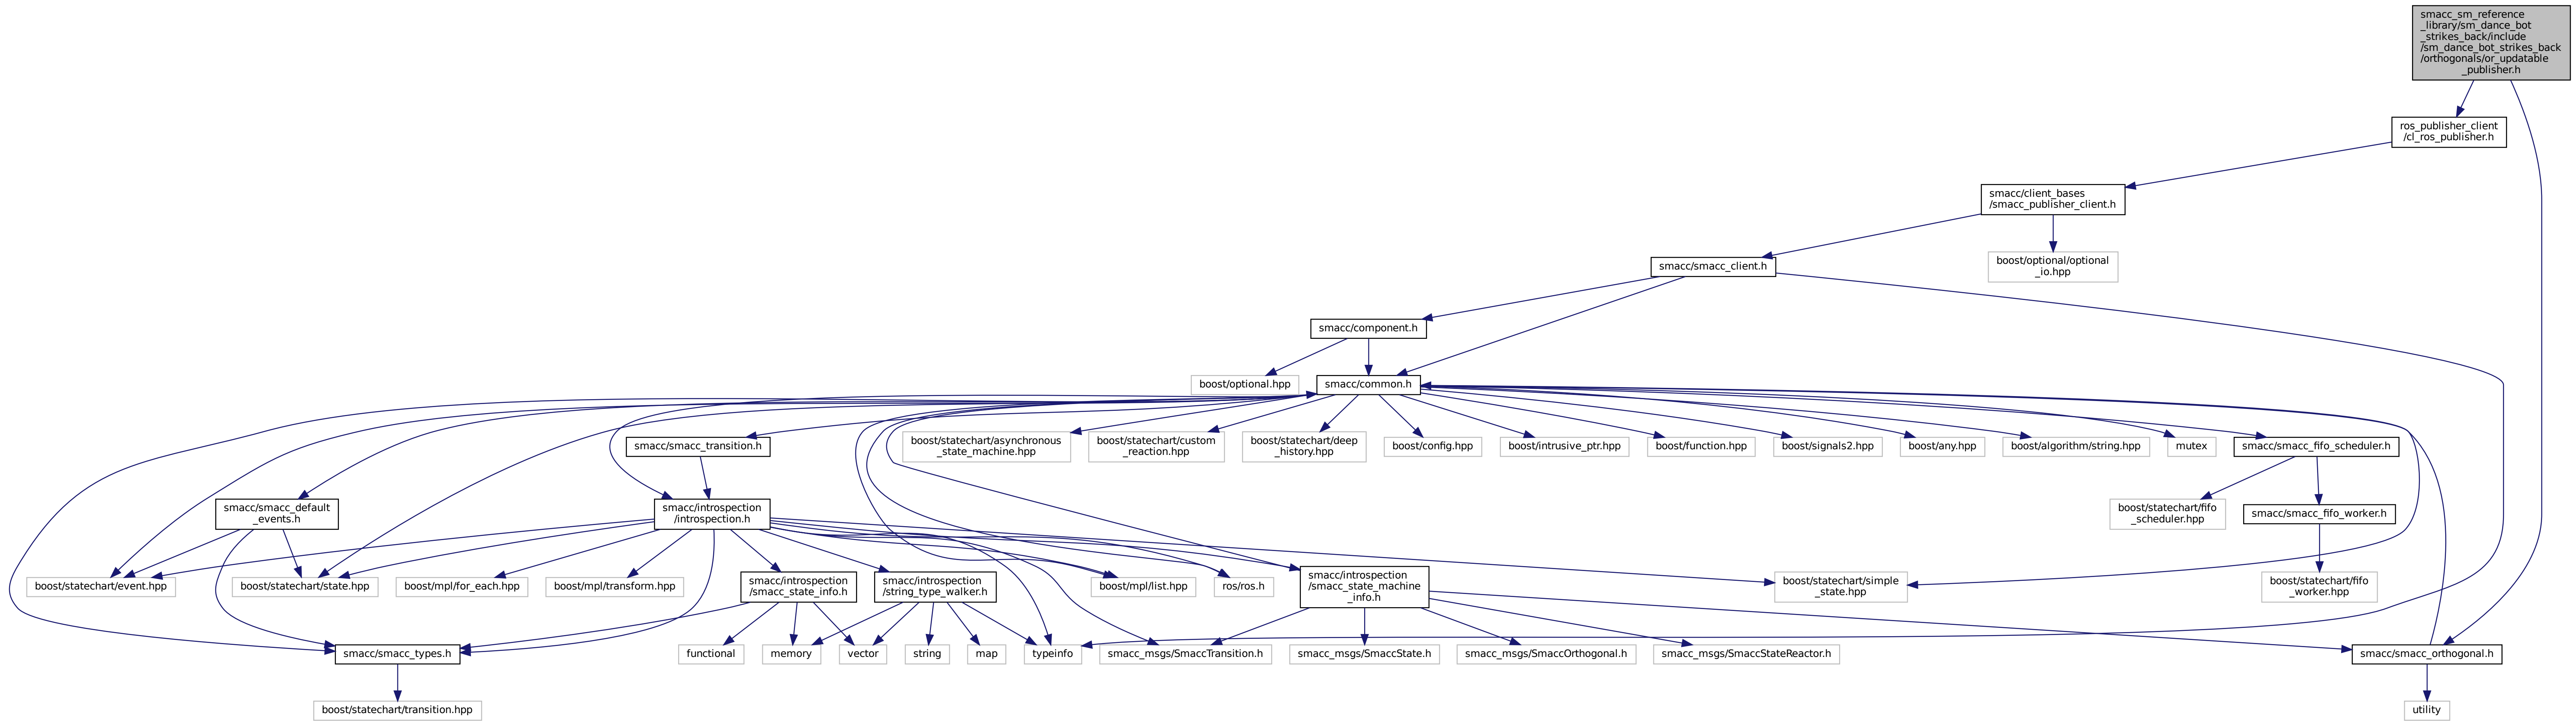 smacc_sm_reference
_library/sm_dance_bot
_strikes_back/include
/sm_dance_bot_strikes_back
/orthogonals/or_updatable
_publisher.h
ros_publisher_client
/cl_ros_publisher.h
smacc/client_bases
/smacc_publisher_client.h
smacc/smacc_client.h
boost/optional/optional
_io.hpp
smacc/component.h
boost/optional.hpp
smacc/common.h
smacc/smacc_transition.h
boost/statechart/asynchronous
_state_machine.hpp
boost/statechart/custom
_reaction.hpp
boost/statechart/deep
_history.hpp
boost/config.hpp
boost/intrusive_ptr.hpp
boost/function.hpp
boost/signals2.hpp
boost/any.hpp
boost/algorithm/string.hpp
mutex
smacc/smacc_fifo_scheduler.h
smacc/smacc_default
_events.h
smacc/introspection
/introspection.h
boost/statechart/fifo
_scheduler.hpp
smacc/smacc_fifo_worker.h
boost/statechart/event.hpp
boost/statechart/state.hpp
boost/mpl/for_each.hpp
boost/mpl/transform.hpp
smacc/introspection
/smacc_state_info.h
smacc/introspection
/string_type_walker.h
boost/mpl/list.hpp
ros/ros.h
smacc/introspection
/smacc_state_machine
_info.h
boost/statechart/simple
_state.hpp
boost/statechart/fifo
_worker.hpp
smacc/smacc_types.h
functional
memory
vector
string
map
typeinfo
smacc_msgs/SmaccTransition.h
smacc_msgs/SmaccState.h
smacc_msgs/SmaccOrthogonal.h
smacc_msgs/SmaccStateReactor.h
smacc/smacc_orthogonal.h
boost/statechart/transition.hpp
utility